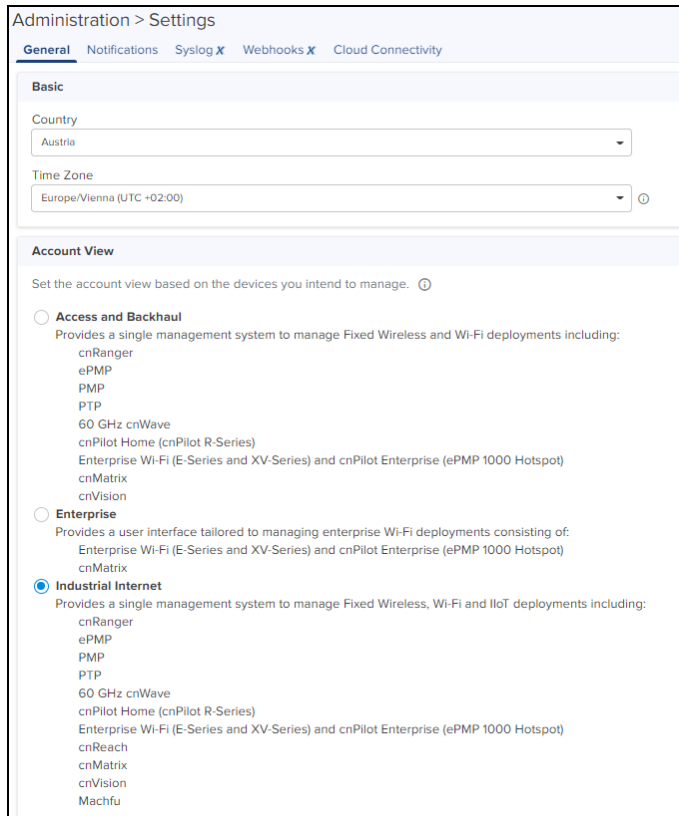 Administration > Settings
General Notifications Syslog X Webhooks X Cloud Connectivity
Basic
Country
Austria
Time Zone
Europe/Vienna (UTC +02:00)
Account View
Set the account view based on the devices you intend to manage.
Access and Backhaul
Provides a single management system to manage Fixed Wireless and Wi-Fi deployments including:
cnRanger
ePMP
PMP
PTP
60 GHz cnWave
cnPilot Home (cnPilot R-Series)
Enterprise Wi-Fi (E-Series and XV-Series) and cnPilot Enterprise (ePMP 1000 Hotspot)
cnMatrix
cnVision
Enterprise
Provides a user interface tailored to managing enterprise Wi-Fi deployments consisting of:
Enterprise Wi-Fi (E-Series and XV-Series) and cnPilot Enterprise (ePMP 1000 Hotspot)
cnMatrix
Industrial Internet
Provides a single management system to manage Fixed Wireless, Wi-Fi and IIoT deployments including:
cnRanger
ePMP
PMP
PTP
60 GHz cnWave
cnPilot Home (cnPilot R-Series)
Enterprise Wi-Fi (E-Series and XV-Series) and cnPilot Enterprise (ePMP 1000 Hotspot)
cnReach
cnMatrix
cnVision
Machfu